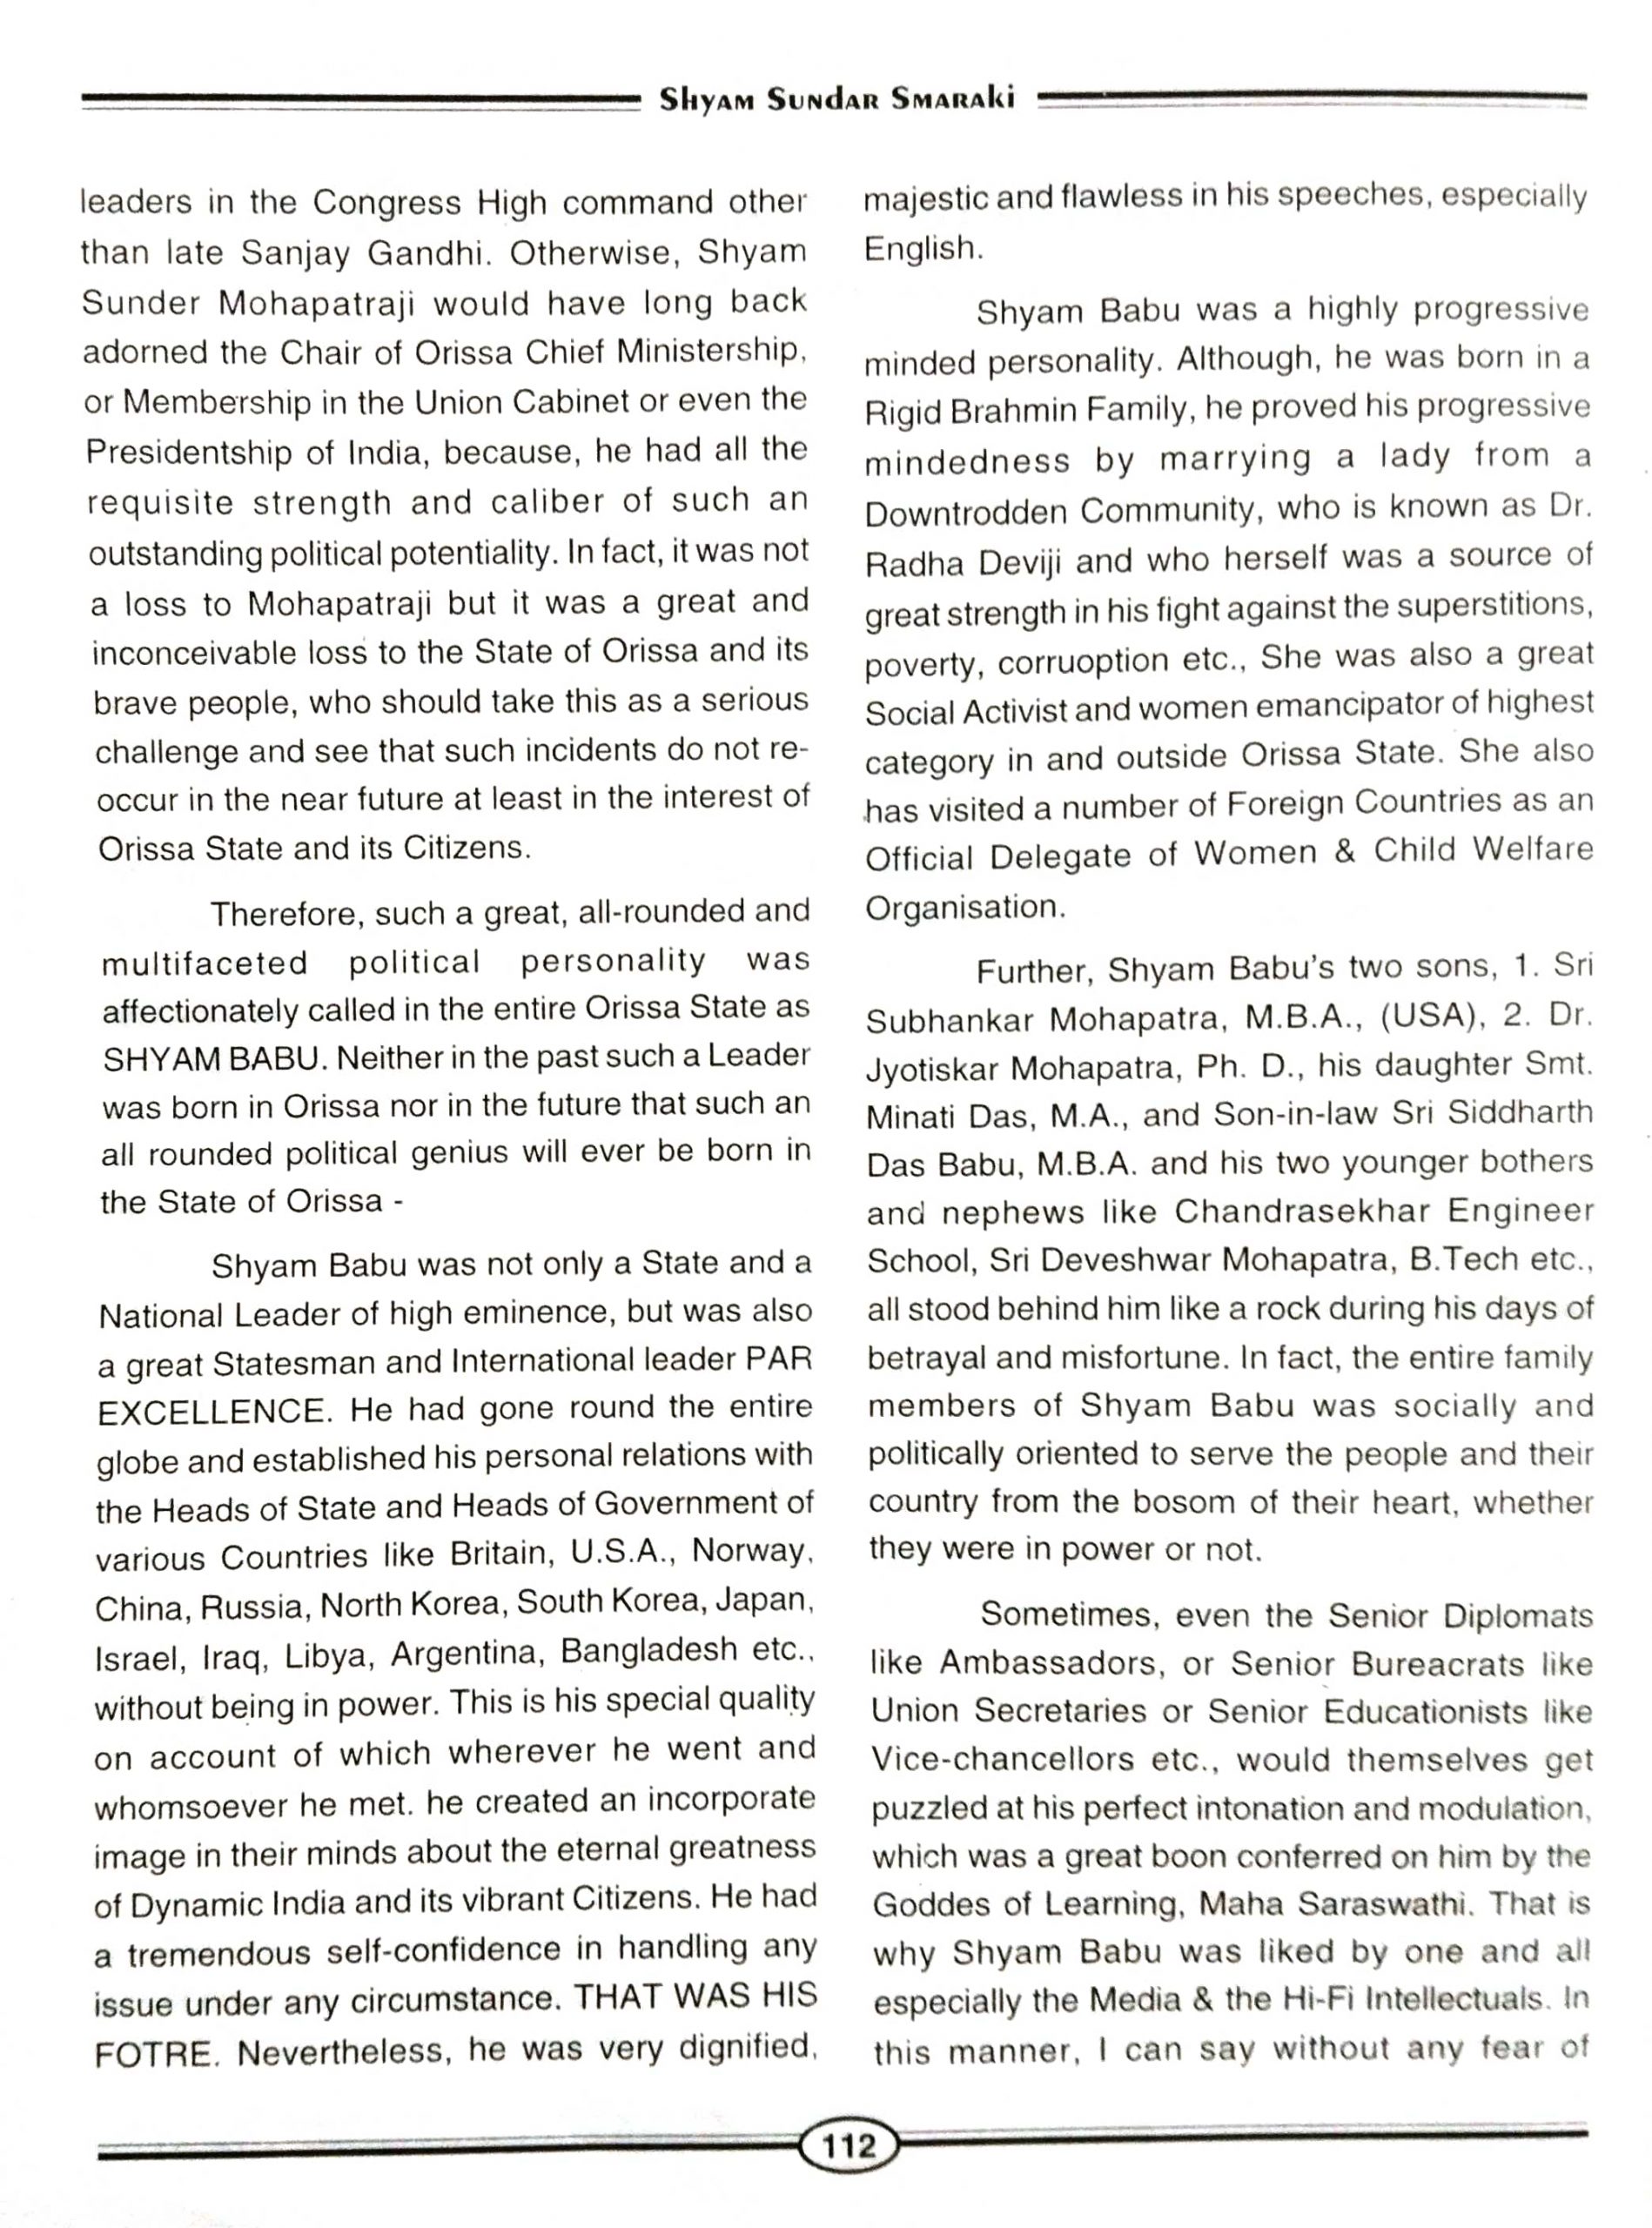 Shyam Sundar Smaraki
leaders in the Congress High command other
than late Sanjay Gandhi. Otherwise, Shyam
Sunder Mohapatraji would have long back
adorned the Chair of Orissa Chief Ministership,
or Membership in the Union Cabinet or even the
Presidentship of India, because, he had all the
requisite strength and caliber of such an
outstanding political potentiality. In fact, it was not
a loss to Mohapatraji but it was a great and
inconceivable loss to the State of Orissa and its
brave people, who should take this as a serious
challenge and see that such incidents do not re-
occur in the near future at least in the interest of
Orissa State and its Citizens.
Therefore, such a great, all-rounded and
multifaceted political personality was
affectionately called in the entire Orissa State as
SHYAM BABU. Neither in the past such a Leader
was born in Orissa nor in the future that such an
all rounded political genius will ever be born in
the State of Orissa -
Shyam Babu was not only a State and a
National Leader of high eminence, but was also
a great Statesman and International leader PAR
EXCELLENCE. He had gone round the entire
globe and established his personal relations with
the Heads of State and Heads of Government of
various Countries like Britain, U.S.A., Norway,
China, Russia, North Korea, South Korea, Japan,
Israel, Iraq, Libya, Argentina, Bangladesh etc.,
without being in power. This is his special quality
on account of which wherever he went and
whomsoever he met. he created an incorporate
image in their minds about the eternal greatness
of Dynamic India and its vibrant Citizens. He had
a tremendous self-confidence in handling any
issue under any circumstance. THAT WAS HIS
FOTRE. Nevertheless, he was very dignified,
majestic and flawless in his speeches, especially
English.
Shyam Babu was a highly progressive
minded personality. Although, he was born in a
Rigid Brahmin Family, he proved his progressive
mindedness by marrying a lady from a
Downtrodden Community, who is known as Dr.
Radha Deviji and who herself was a source of
great strength in his fight against the superstitions,
poverty, corruoption etc., She was also a great
Social Activist and women emancipator of highest
category in and outside Orissa State. She also
has visited a number of Foreign Countries as an
Official Delegate of Women & Child Welfare
Organisation.
Further, Shyam Babu's two sons, 1. Sri
Subhankar Mohapatra, M.B.A., (USA), 2. Dr.
Jyotiskar Mohapatra, Ph. D., his daughter Smt.
Minati Das, M.A., and Son-in-law Sri Siddharth
Das Babu, M.B.A. and his two younger bothers
and nephews like Chandrasekhar Engineer
School, Sri Deveshwar Mohapatra, B.Tech etc.,
all stood behind him like a rock during his days of
betrayal and misfortune. In fact, the entire family
members of Shyam Babu was socially and
politically oriented to serve the people and their
country from the bosom of their heart, whether
they were in power or not.
Sometimes, even the Senior Diplomats
like Ambassadors, or Senior Bureacrats like
Union Secretaries or Senior Educationists like
Vice-chancellors etc., would themselves get
puzzled at his perfect intonation and modulation,
which was a great boon conferred on him by the
Goddes of Learning, Maha Saraswathi. That is
why Shyam Babu was liked by one and all
especially the Media & the Hi-Fi Intellectuals. In
this manner, I can say without any fear of
112